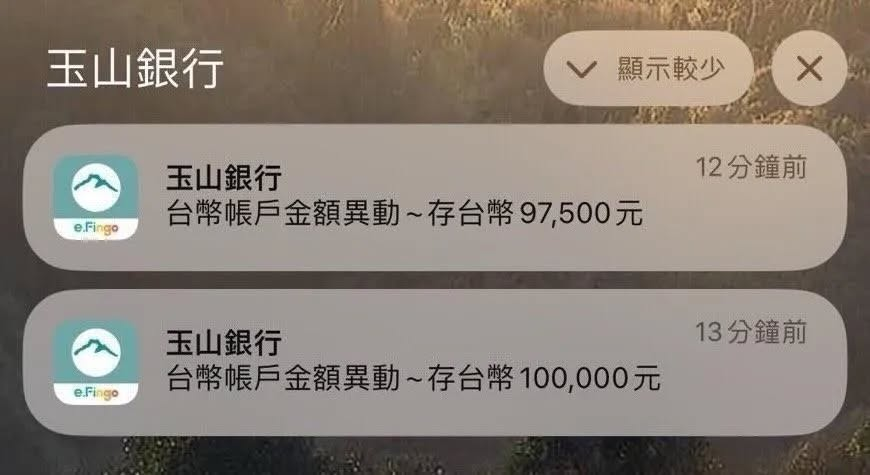 玉山銀行
顯示較少
玉山銀行
12 分鐘前
台幣帳戶金額異動~存台幣 97,500 元
e.Fingo
玉山銀行
13 分鐘前
台幣帳戶金額異動~存台幣 100,000 元
e.Fingo